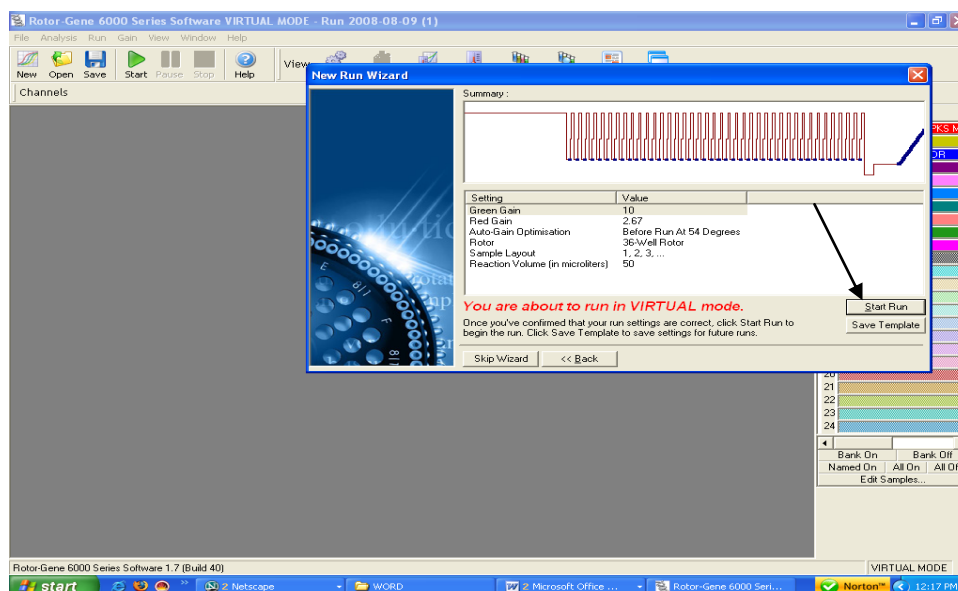 Rotor-Gene 6000 Series Software VIRTUAL MODE - Run 2008-08-09 (1)
File Analysis Run Gain View Window Help
New Open Save Start Pause Stop Help View
Channels
New Run Wizard
Summary :
Setting Value
Green Gain 10
Red Gain 2.67
Auto-Gain Optimisation Before Run At 54 Degrees
Rotor 36-Well Rotor
Sample Layout 1, 2, 3, ...
Reaction Volume (in microliters) 50
You are about to run in VIRTUAL mode.
Once you've confirmed that your run settings are correct, click Start Run to
begin the run. Click Save Template to save settings for future runs.
Start Run
Save Template
Skip Wizard << Back
21
22
23
24
Bank On Bank Off
Named On All On All Of
Edit Samples...
Rotor-Gene 6000 Series Software 1.7 (Build 40) VIRTUAL MODE
start 2 Netscape WORD 2 Microsoft Office ... Rotor-Gene 6000 Seri... Norton™ 12:17 PM